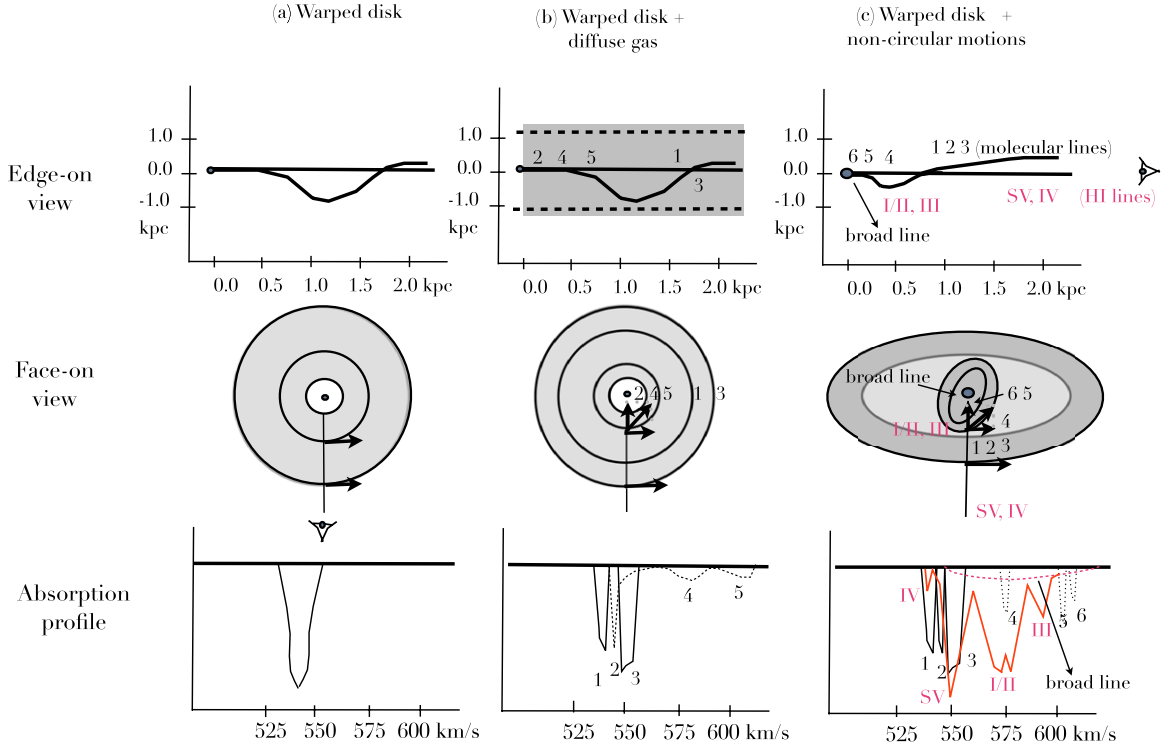 (a) Warped disk
(b) Warped disk +
diffuse gas
(c) Warped disk +
non-circular motions
Edge-on
view
1.0
0.0
-1.0
kpc
0.0 0.5 1.0 1.5 2.0 kpc
1.0
0.0
-1.0
kpc
2 4 5 1
3
0.0 0.5 1.0 1.5 2.0 kpc
1.0
0.0
-1.0
kpc
6 5 4
1 2 3 (molecular lines)
I/II, III
SV, IV (HI lines)
broad line
0.0 0.5 1.0 1.5 2.0 kpc
Face-on
view
2 4 5 1 3
broad line
6 5
4
I/II, III
1 2 3
SV, IV
Absorption
profile
525 550 575 600 km/s
1 2 3
4
5
525 550 575 600 km/s
IV
1
2
3
SV
I/II
4
III
5
6
broad line
525 550 575 600 km/s